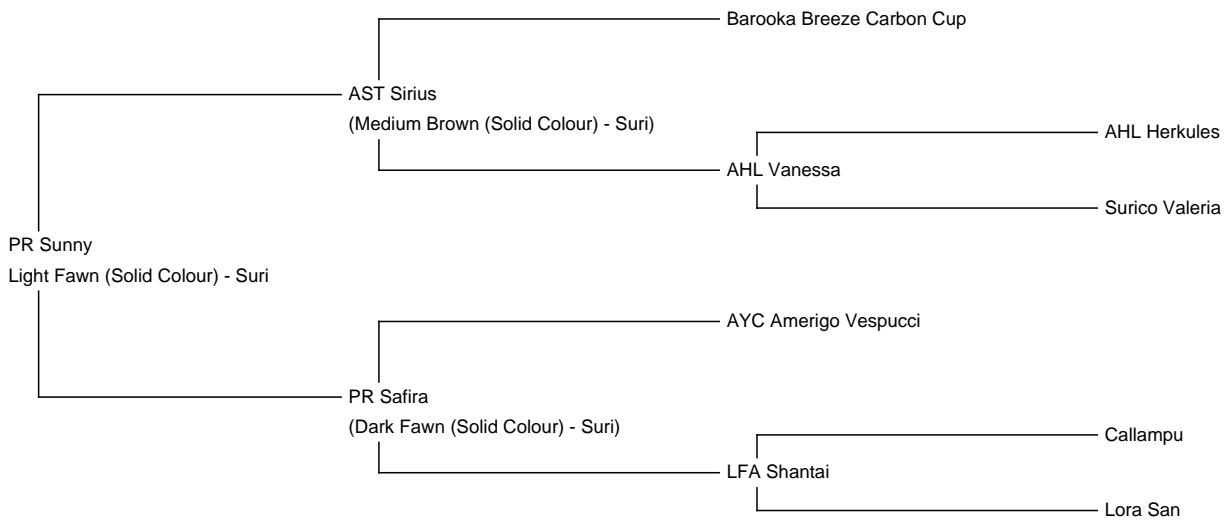 Barooka Breeze Carbon Cup
AST Sirius
(Medium Brown (Solid Colour) - Suri)
AHL Herkules
AHL Vanessa
Surico Valeria
PR Sunny
Light Fawn (Solid Colour) - Suri
AYC Amerigo Vespucci
PR Safira
(Dark Fawn (Solid Colour) - Suri)
Callampu
LFA Shantai
Lora San